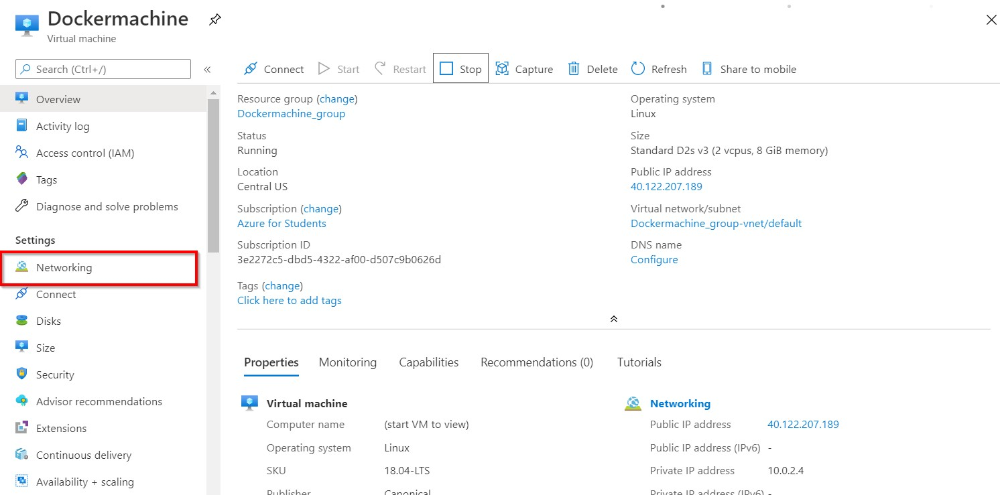 Dockermachine
Virtual machine
Search (Ctrl+/)
«
Overview
Activity log
Access control (IAM)
Tags
Diagnose and solve problems
Settings
Networking
Connect
Disks
Size
Security
Advisor recommendations
Extensions
Continuous delivery
Availability + scaling
Connect Start Restart Stop Capture Delete Refresh Share to mobile
Resource group (change)
Dockermachine_group
Status
Running
Location
Central US
Subscription (change)
Azure for Students
Subscription ID
3e2272c5-dbd5-4322-af00-d507c9b0626d
Tags (change)
Click here to add tags
Operating system
Linux
Size
Standard D2s v3 (2 vcpus, 8 GiB memory)
Public IP address
40.122.207.189
Virtual network/subnet
Dockermachine_group-vnet/default
DNS name
Configure
Properties Monitoring Capabilities Recommendations (0) Tutorials
Virtual machine
Computer name (start VM to view)
Operating system Linux
SKU 18.04-LTS
Publisher Canonical
Networking
Public IP address 40.122.207.189
Public IP address (IPv6) -
Private IP address 10.0.2.4
Private IP address (IPv6) -